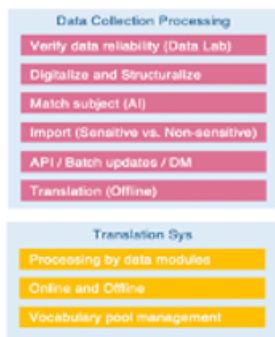 Data Collection Processing
Verify data reliability (Data Lab)
Digitalize and Structuralize
Match subject (AI)
Import (Sensitive vs. Non-sensitive)
API / Batch updates / DM
Translation (Offline)
Translation Sys
Processing by data modules
Online and Offline
Vocabulary pool management